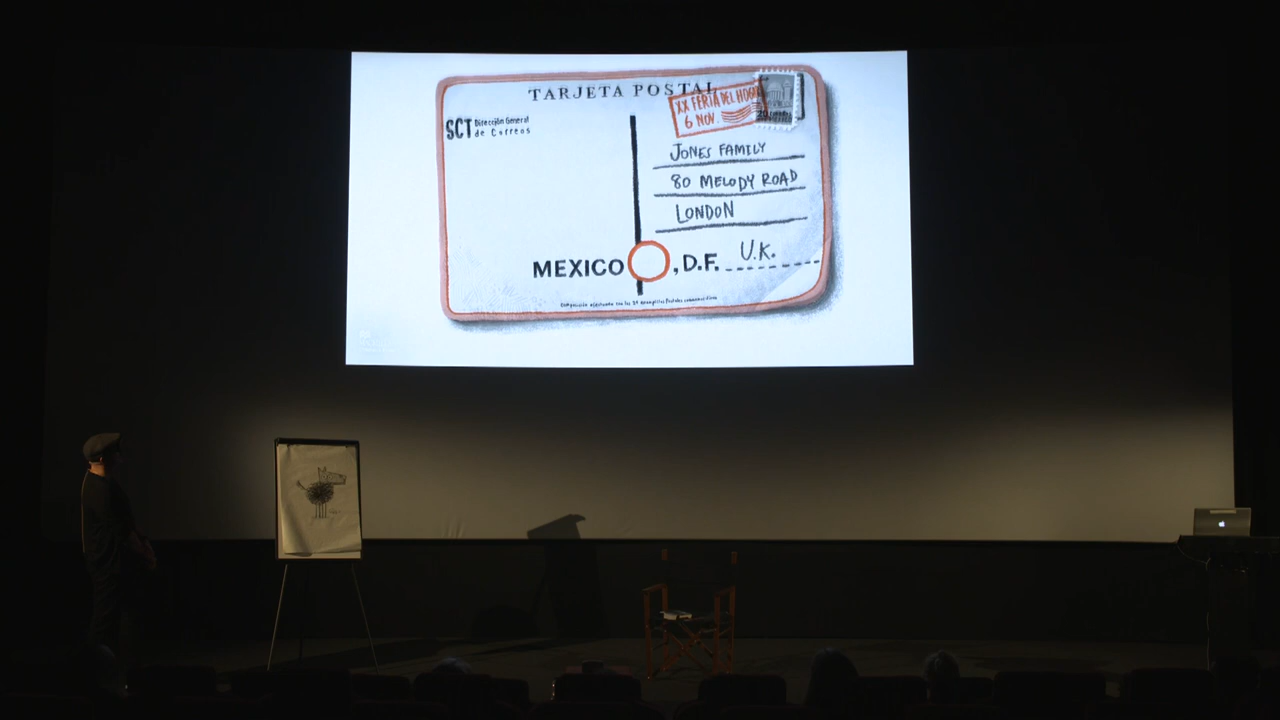 TARJETA POSTAL
SCT Dirección General
de Correos
XX FERIA DEL HOGAR
6 NOV.
JONES FAMILY
80 MELODY ROAD
LONDON
U.K.
MEXICO , D.F.